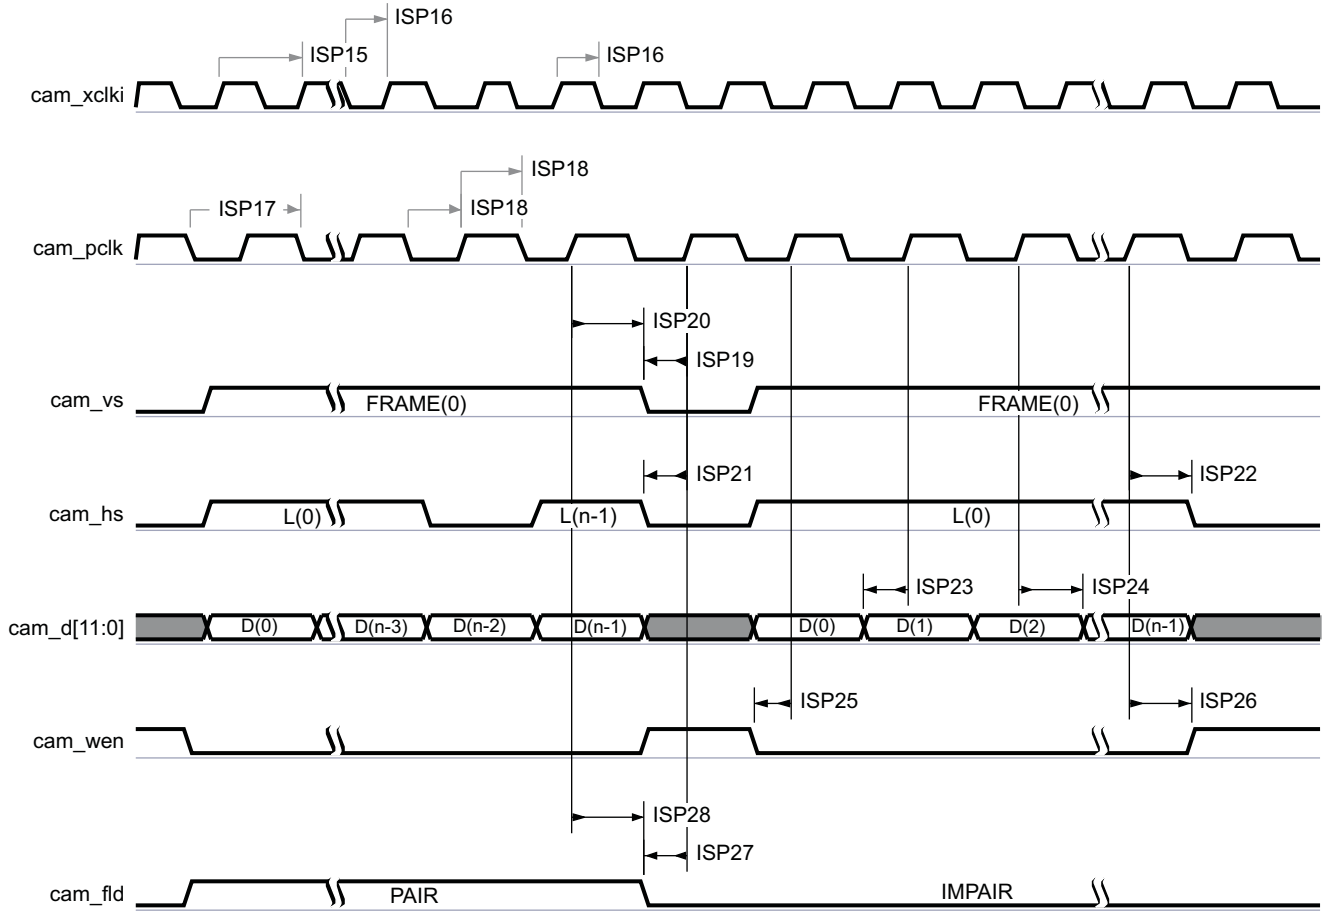 ISP16
ISP15
ISP16
cam_xclki
ISP18
ISP17
ISP18
cam_pclk
ISP20
ISP19
cam_vs
FRAME(0)
FRAME(0)
ISP21
ISP22
cam_hs
L(0)
L(n-1)
L(0)
ISP23
ISP24
cam_d[11:0]
D(0)
D(n-3)
D(n-2)
D(n-1)
D(0)
D(1)
D(2)
D(n-1)
ISP25
ISP26
cam_wen
ISP28
ISP27
cam_fld
PAIR
IMPAIR